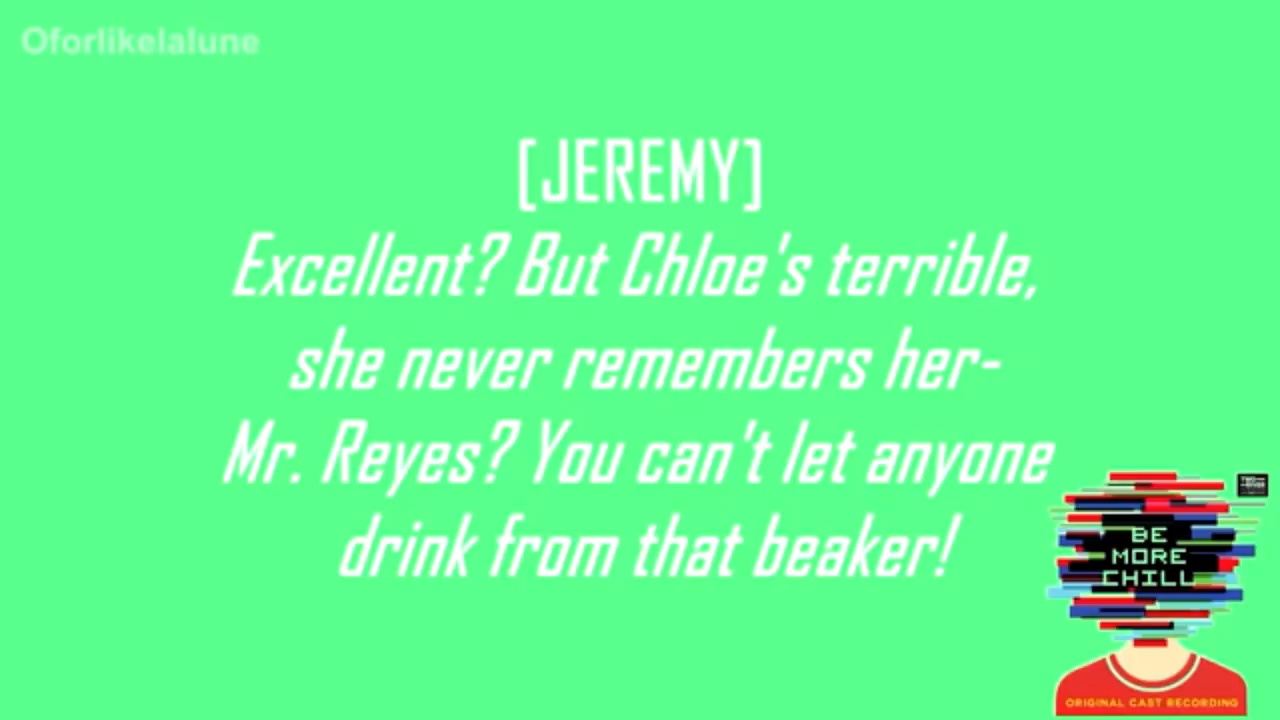 Oforlikelalune
[JEREMY]
Excellent? But Chloe's terrible,
she never remembers her-
Mr. Reyes? You can't let anyone
drink from that beaker!
BE
MORE
CHILL
ORIGINAL CAST RECORDING